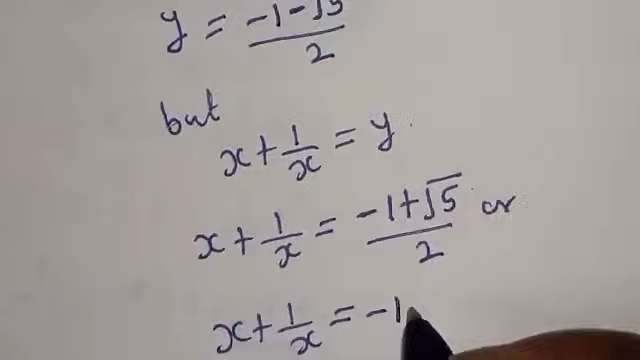 y = (-1-√5)/2
but
x + 1/x = y.
x + 1/x = (-1+√5)/2 or
x + 1/x = -1